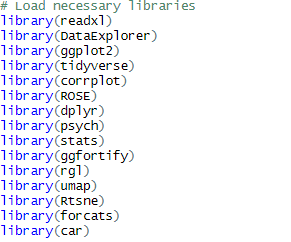 # Load necessary libraries
library(readxl)
library(DataExplorer)
library(ggplot2)
library(tidyverse)
library(corrplot)
library(ROSE)
library(dplyr)
library(psych)
library(stats)
library(ggfortify)
library(rgl)
library(umap)
library(Rtsne)
library(forcats)
library(car)